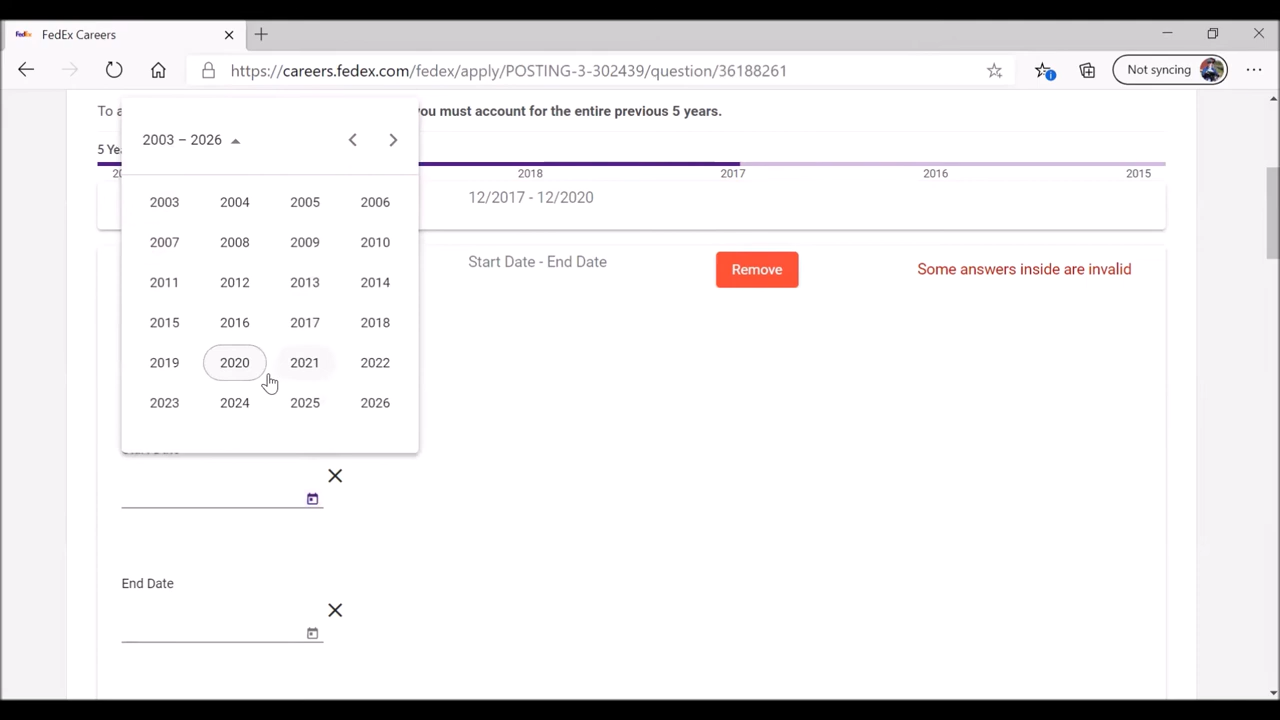 FedEx FedEx Careers
https://careers.fedex.com/fedex/apply/POSTING-3-302439/question/36188261
Not syncing
To a you must account for the entire previous 5 years.
2003 – 2026
5 Ye
2018 2017 2016 2015
12/2017 - 12/2020
2003 2004 2005 2006
2007 2008 2009 2010
Start Date - End Date Remove Some answers inside are invalid
2011 2012 2013 2014
2015 2016 2017 2018
2019 2020 2021 2022
2023 2024 2025 2026
End Date